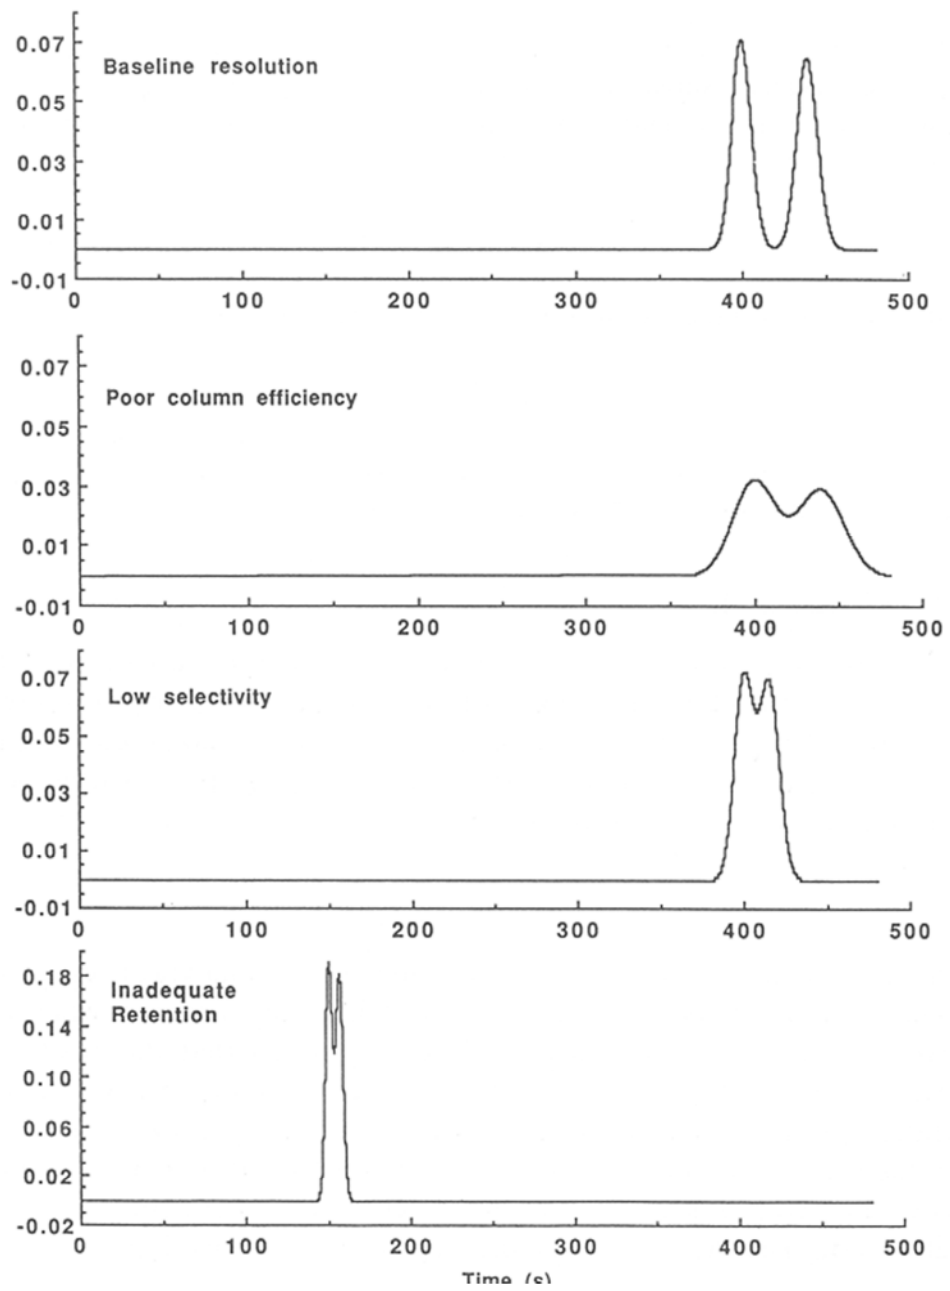 0.07
Baseline resolution
0.05
0.03
0.01
-0.01
0 100 200 300 400 500
0.07
Poor column efficiency
0.05
0.03
0.01
-0.01
0 100 200 300 400 500
0.07
Low selectivity
0.05
0.03
0.01
-0.01
0 100 200 300 400 500
0.18
Inadequate
Retention
0.14
0.10
0.06
0.02
-0.02
0 100 200 300 400 500
Time (s)